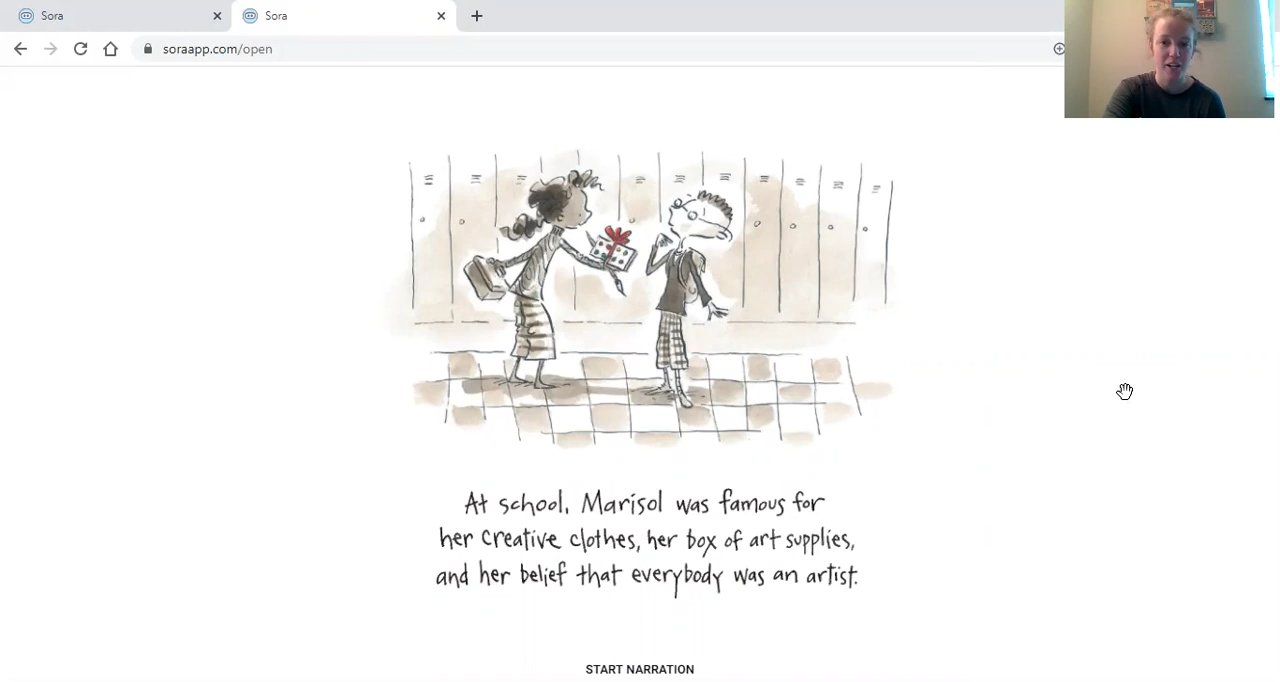 Sora
Sora
soraapp.com/open
At school, Marisol was famous for
her creative clothes, her box of art supplies,
and her belief that everybody was an artist.
START NARRATION